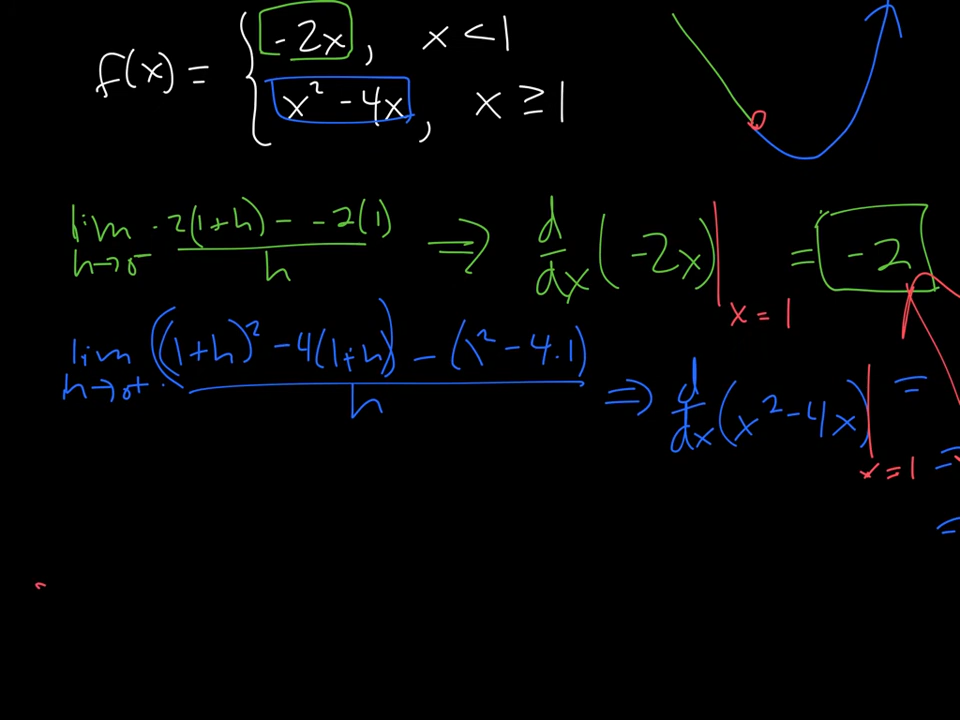 f(x) = { -2x, x < 1
x² - 4x, x ≥ 1
lim h→0⁻ -2(1+h) - -2(1) / h ⇒ d/dx (-2x) | x = 1 = -2
lim h→0⁺ ((1+h)² - 4(1+h)) - (1² - 4·1) / h ⇒ d/dx (x² - 4x) | x = 1 =
=
=